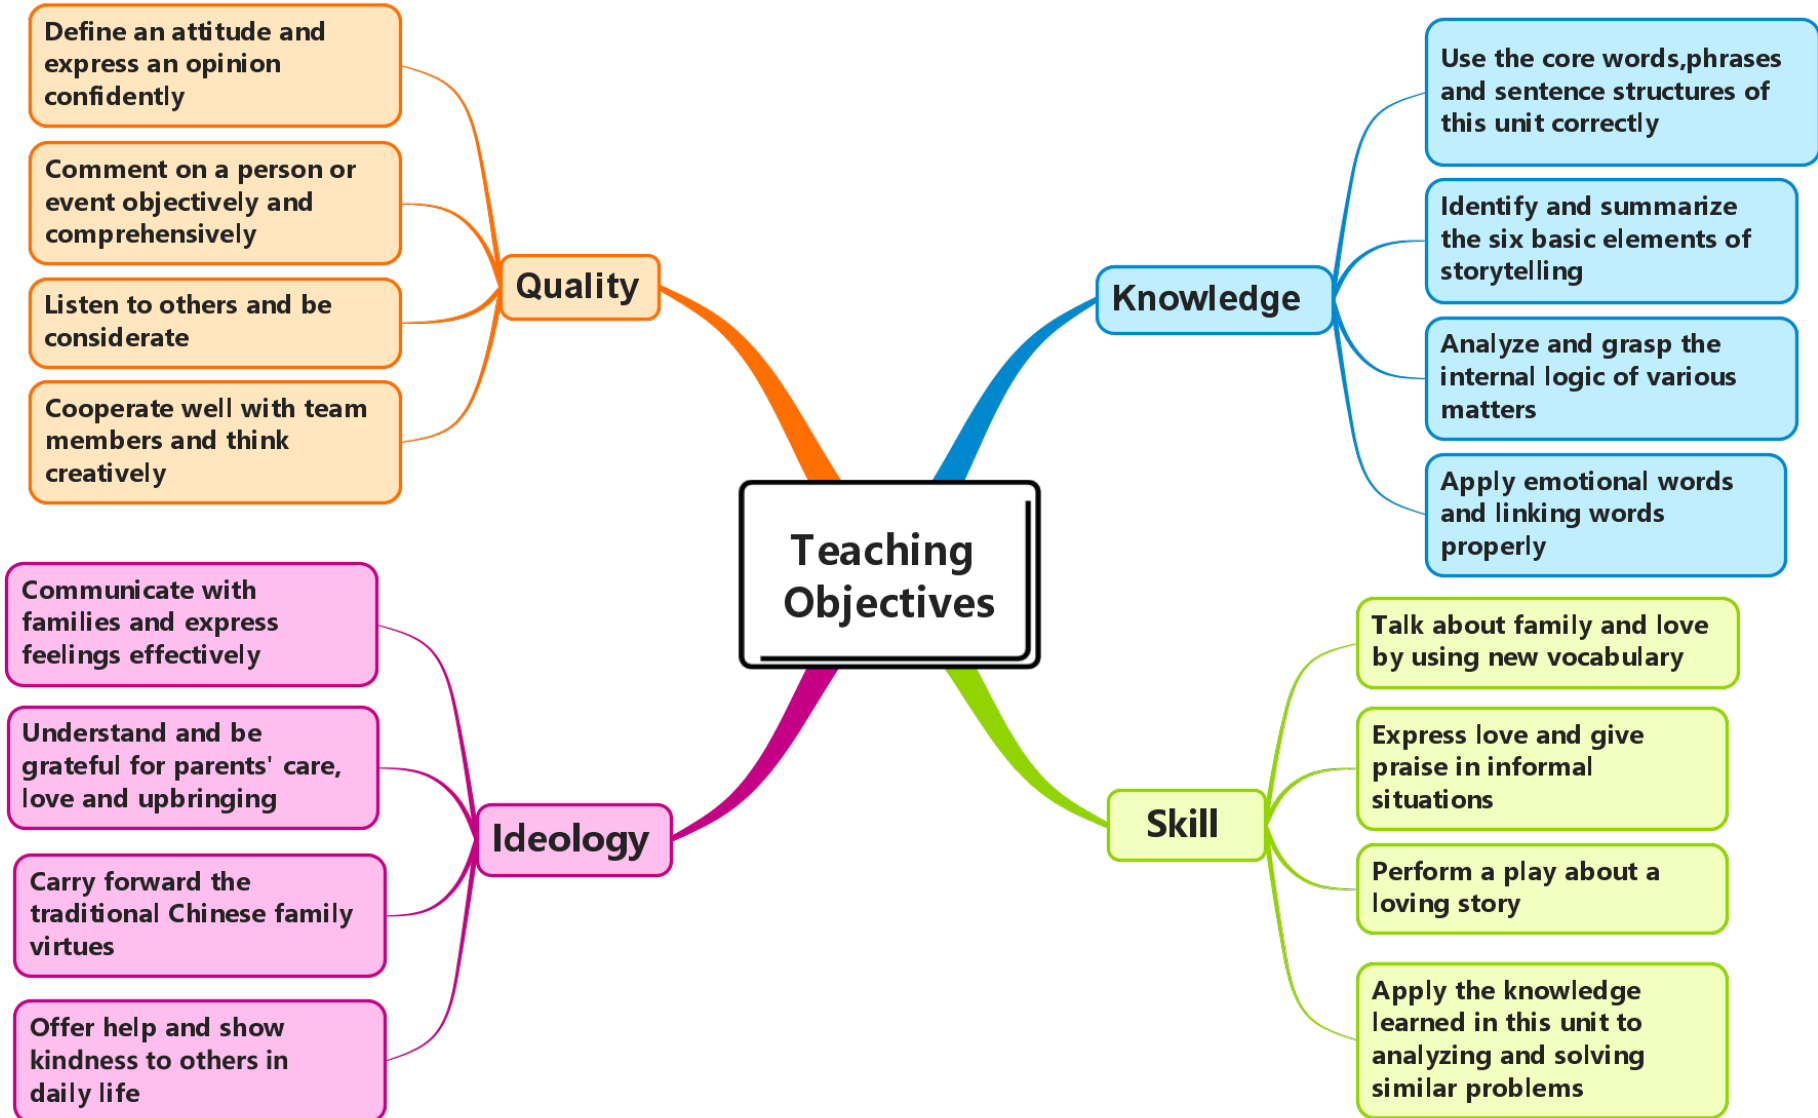 Teaching
Objectives
Quality
Define an attitude and
express an opinion
confidently
Comment on a person or
event objectively and
comprehensively
Listen to others and be
considerate
Cooperate well with team
members and think
creatively
Knowledge
Use the core words,phrases
and sentence structures of
this unit correctly
Identify and summarize
the six basic elements of
storytelling
Analyze and grasp the
internal logic of various
matters
Apply emotional words
and linking words
properly
Ideology
Communicate with
families and express
feelings effectively
Understand and be
grateful for parents' care,
love and upbringing
Carry forward the
traditional Chinese family
virtues
Offer help and show
kindness to others in
daily life
Skill
Talk about family and love
by using new vocabulary
Express love and give
praise in informal
situations
Perform a play about a
loving story
Apply the knowledge
learned in this unit to
analyzing and solving
similar problems